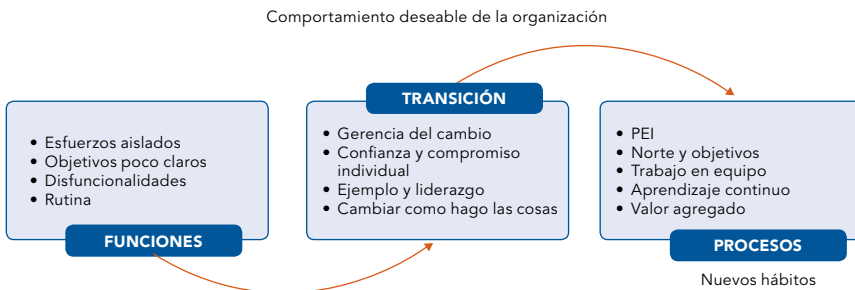 Comportamiento deseable de la organización
• Esfuerzos aislados
• Objetivos poco claros
• Disfuncionalidades
• Rutina
FUNCIONES
TRANSICIÓN
• Gerencia del cambio
• Confianza y compromiso
individual
• Ejemplo y liderazgo
• Cambiar como hago las cosas
• PEI
• Norte y objetivos
• Trabajo en equipo
• Aprendizaje continuo
• Valor agregado
PROCESOS
Nuevos hábitos